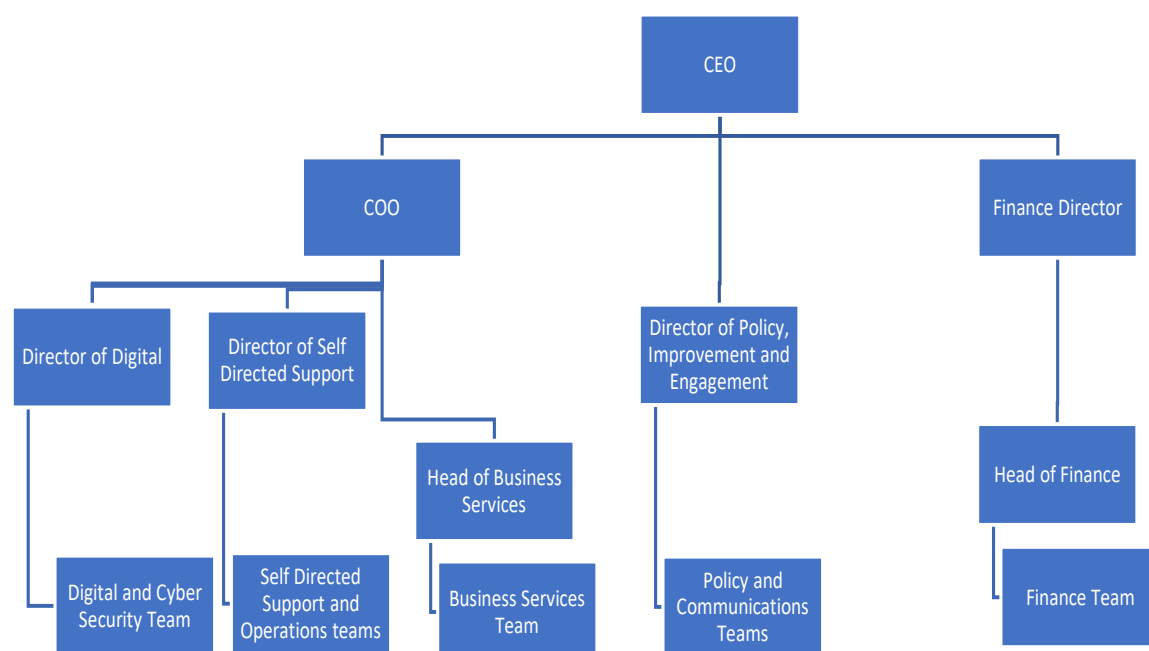 CEO
COO
Finance Director
Director of Digital
Director of Self
Directed Support
Director of Policy,
Improvement and
Engagement
Head of Business
Services
Head of Finance
Digital and Cyber
Security Team
Self Directed
Support and
Operations teams
Business Services
Team
Policy and
Communications
Teams
Finance Team